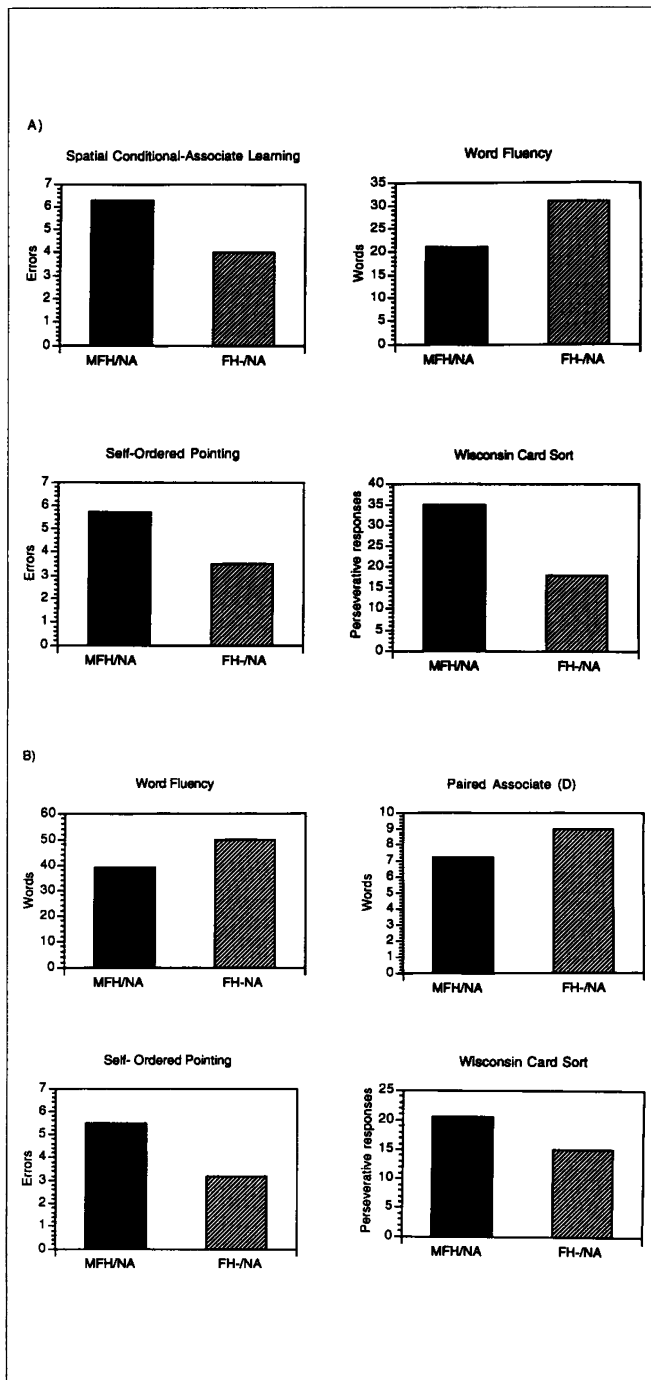 A)
Spatial Conditional-Associate Learning
7
6
5
4
3
2
1
0
Errors
MFH/NA FH-/NA
Word Fluency
35
30
25
20
15
10
5
0
Words
MFH/NA FH-/NA
Self-Ordered Pointing
7
6
5
4
3
2
1
0
Errors
MFH/NA FH-/NA
Wisconsin Card Sort
40
35
30
25
20
15
10
5
0
Perseverative responses
MFH/NA FH-/NA
B)
Word Fluency
60
50
40
30
20
10
0
Words
MFH/NA FH-NA
Paired Associate (D)
10
9
8
7
6
5
4
3
2
1
0
Words
MFH/NA FH-/NA
Self- Ordered Pointing
7
6
5
4
3
2
1
0
Errors
MFH/NA FH-/NA
Wisconsin Card Sort
25
20
15
10
5
0
Perseverative responses
MFH/NA FH-/NA